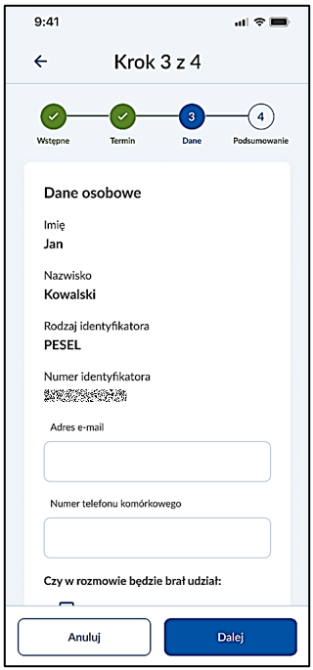 9:41
Krok 3 z 4
3
4
Wstępne
Termin
Dane
Podsumowanie
Dane osobowe
Imię
Jan
Nazwisko
Kowalski
Rodzaj identyfikatora
PESEL
Numer identyfikatora
Adres e-mail
Numer telefonu komórkowego
Czy w rozmowie będzie brał udział:
Anuluj
Dalej